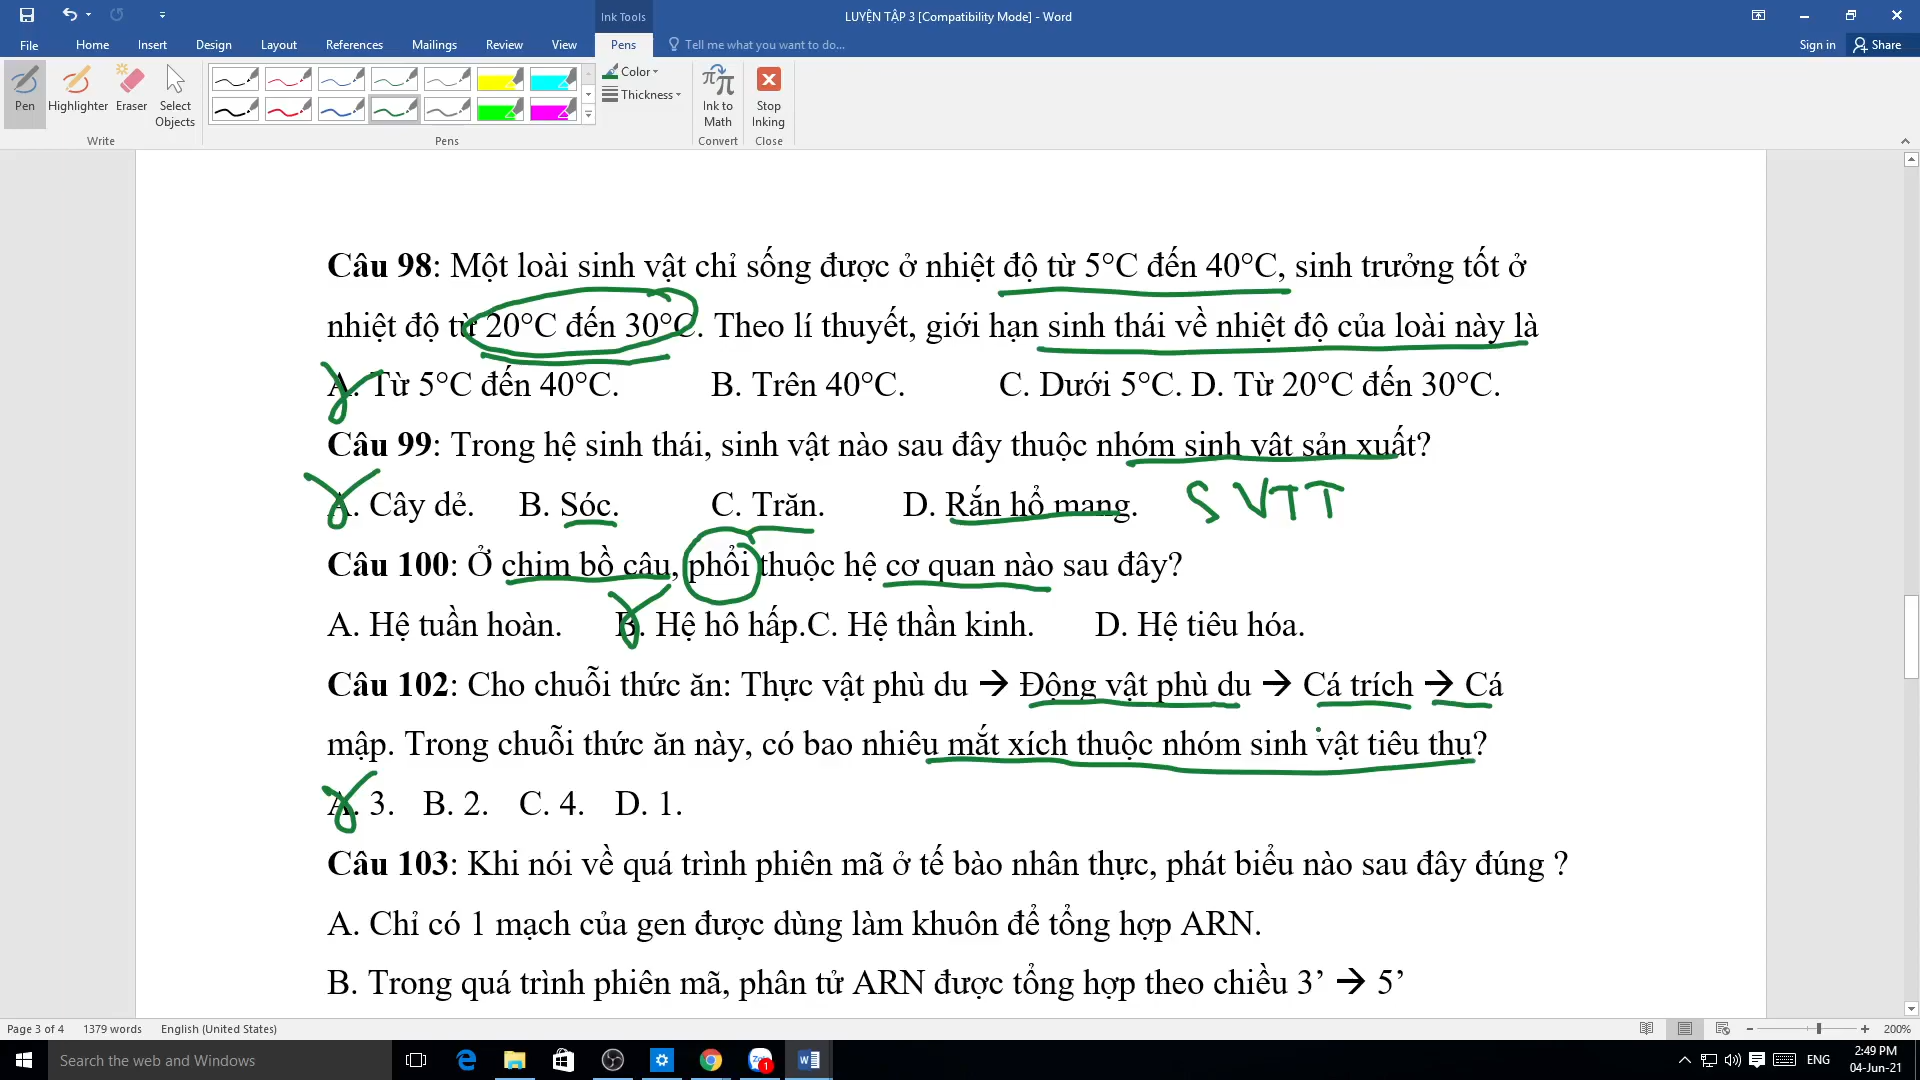 Ink Tools
LUYỆN TẬP 3 [Compatibility Mode] - Word
File Home Insert Design Layout References Mailings Review View Pens Tell me what you want to do...
Sign in Share
Pen Highlighter Eraser Select Objects
Color
Thickness
Ink to Math
Stop Inking
Write Pens Convert Close
Câu 98: Một loài sinh vật chỉ sống được ở nhiệt độ từ 5°C đến 40°C, sinh trưởng tốt ở
nhiệt độ từ 20°C đến 30°C. Theo lí thuyết, giới hạn sinh thái về nhiệt độ của loài này là
A. Từ 5°C đến 40°C. B. Trên 40°C. C. Dưới 5°C. D. Từ 20°C đến 30°C.
Câu 99: Trong hệ sinh thái, sinh vật nào sau đây thuộc nhóm sinh vật sản xuất?
A. Cây dẻ. B. Sóc. C. Trăn. D. Rắn hổ mang. SVTT
Câu 100: Ở chim bồ câu, phổi thuộc hệ cơ quan nào sau đây?
A. Hệ tuần hoàn. B. Hệ hô hấp.C. Hệ thần kinh. D. Hệ tiêu hóa.
Câu 102: Cho chuỗi thức ăn: Thực vật phù du → Động vật phù du → Cá trích → Cá
mập. Trong chuỗi thức ăn này, có bao nhiêu mắt xích thuộc nhóm sinh vật tiêu thụ?
A. 3. B. 2. C. 4. D. 1.
Câu 103: Khi nói về quá trình phiên mã ở tế bào nhân thực, phát biểu nào sau đây đúng ?
A. Chỉ có 1 mạch của gen được dùng làm khuôn để tổng hợp ARN.
B. Trong quá trình phiên mã, phân tử ARN được tổng hợp theo chiều 3’ → 5’
Page 3 of 4 1379 words English (United States) 200%
Search the web and Windows
ENG
2:49 PM
04-Jun-21